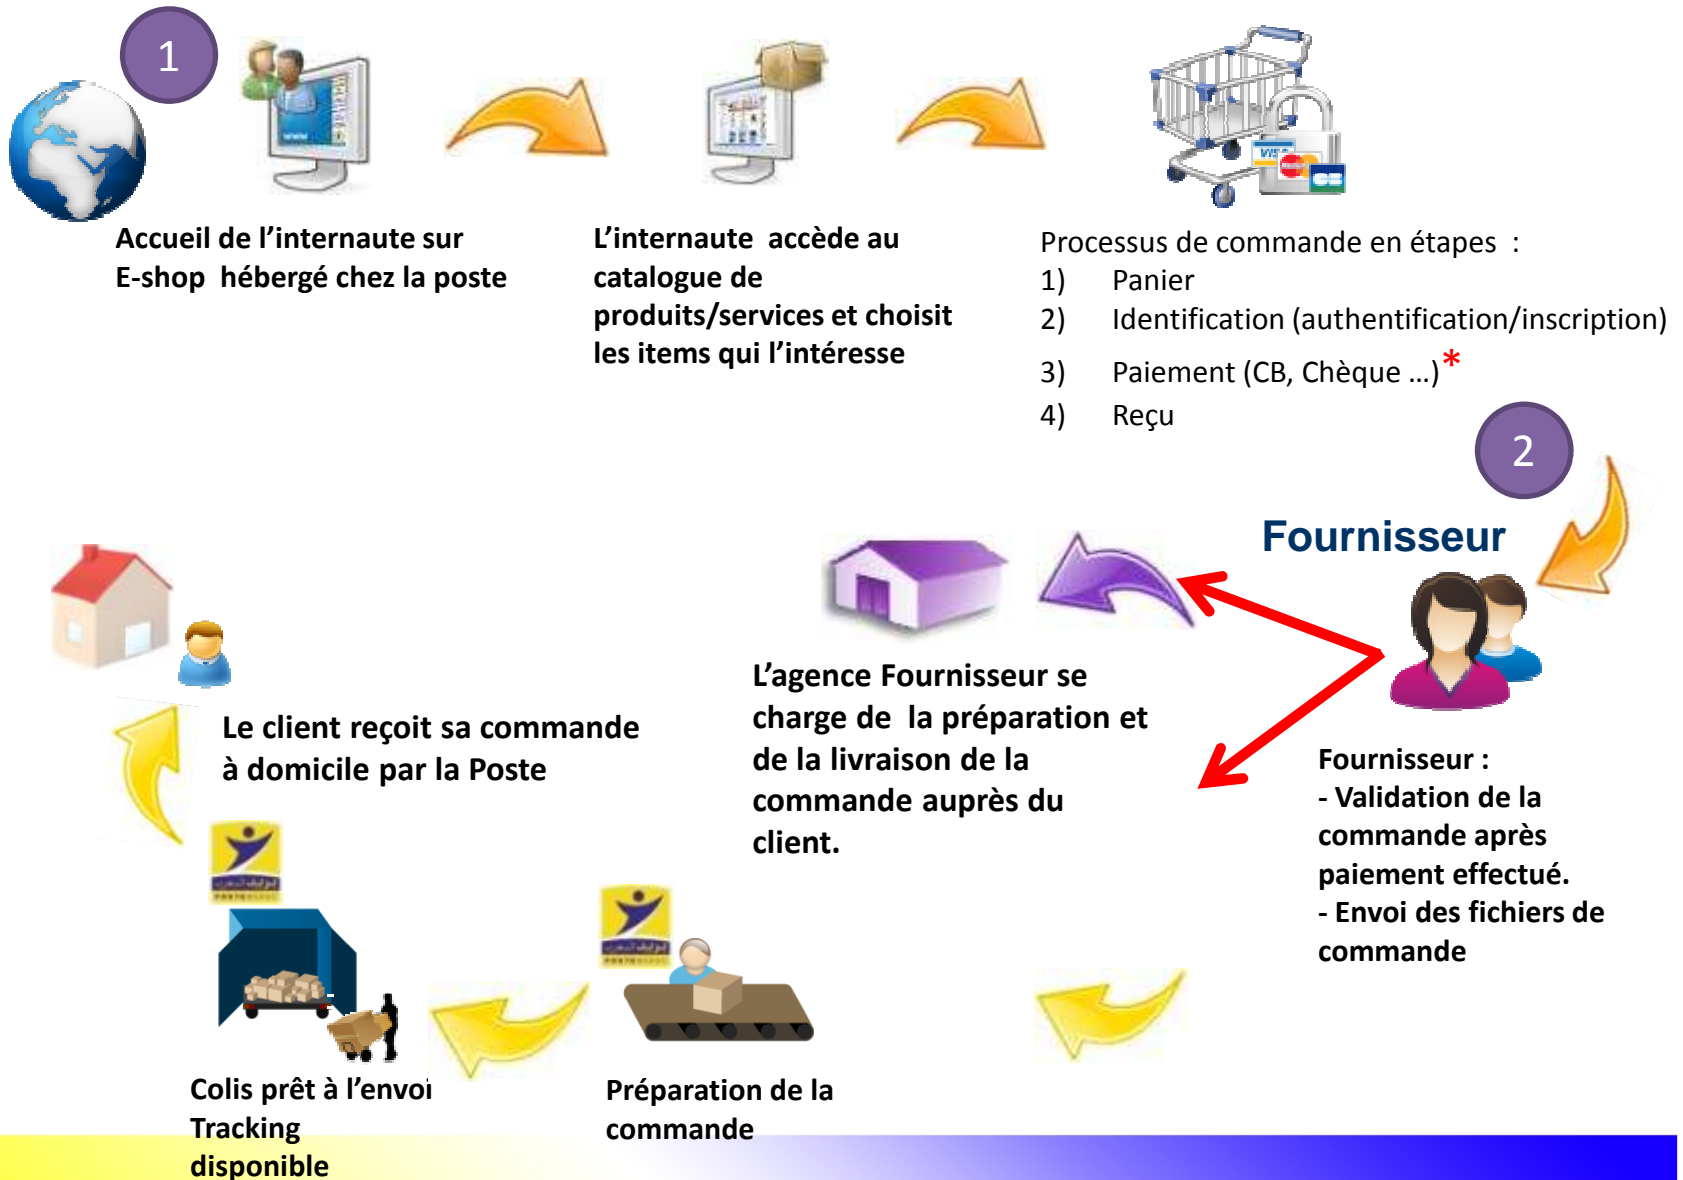 1
Accueil de l’internaute sur
E-shop hébergé chez la poste
www
L’internaute accède au
catalogue de
produits/services et choisit
les items qui l’intéresse
VISA
Processus de commande en étapes :
1) Panier
2) Identification (authentification/inscription)
3) Paiement (CB, Chèque ...)*
4) Reçu
2
Fournisseur
Fournisseur :
- Validation de la
commande après
paiement effectué.
- Envoi des fichiers de
commande
L’agence Fournisseur se
charge de la préparation et
de la livraison de la
commande auprès du
client.
Préparation de la
commande
Colis prêt à l’envoi
Tracking
disponible
Le client reçoit sa commande
à domicile par la Poste